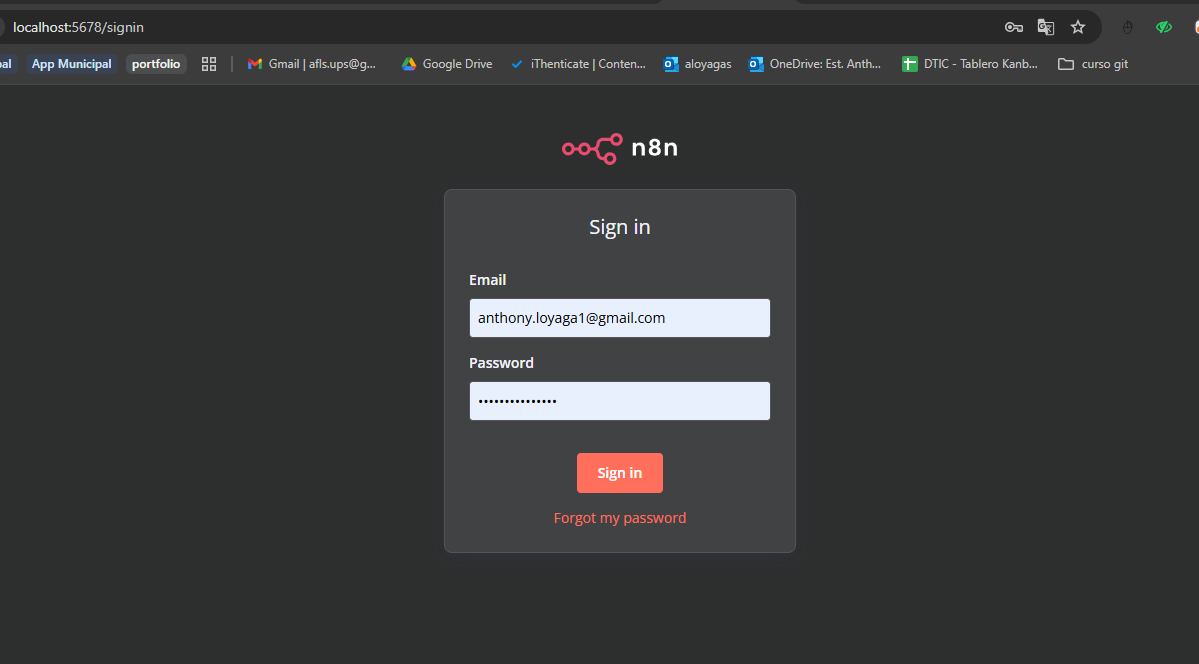 localhost:5678/signin
al App Municipal portfolio Gmail | afls.ups@g... Google Drive iThenticate | Conten... aloyagas OneDrive: Est. Anth... DTIC - Tablero Kanb... curso git
n8n
Sign in
Email
anthony.loyaga1@gmail.com
Password
Sign in
Forgot my password